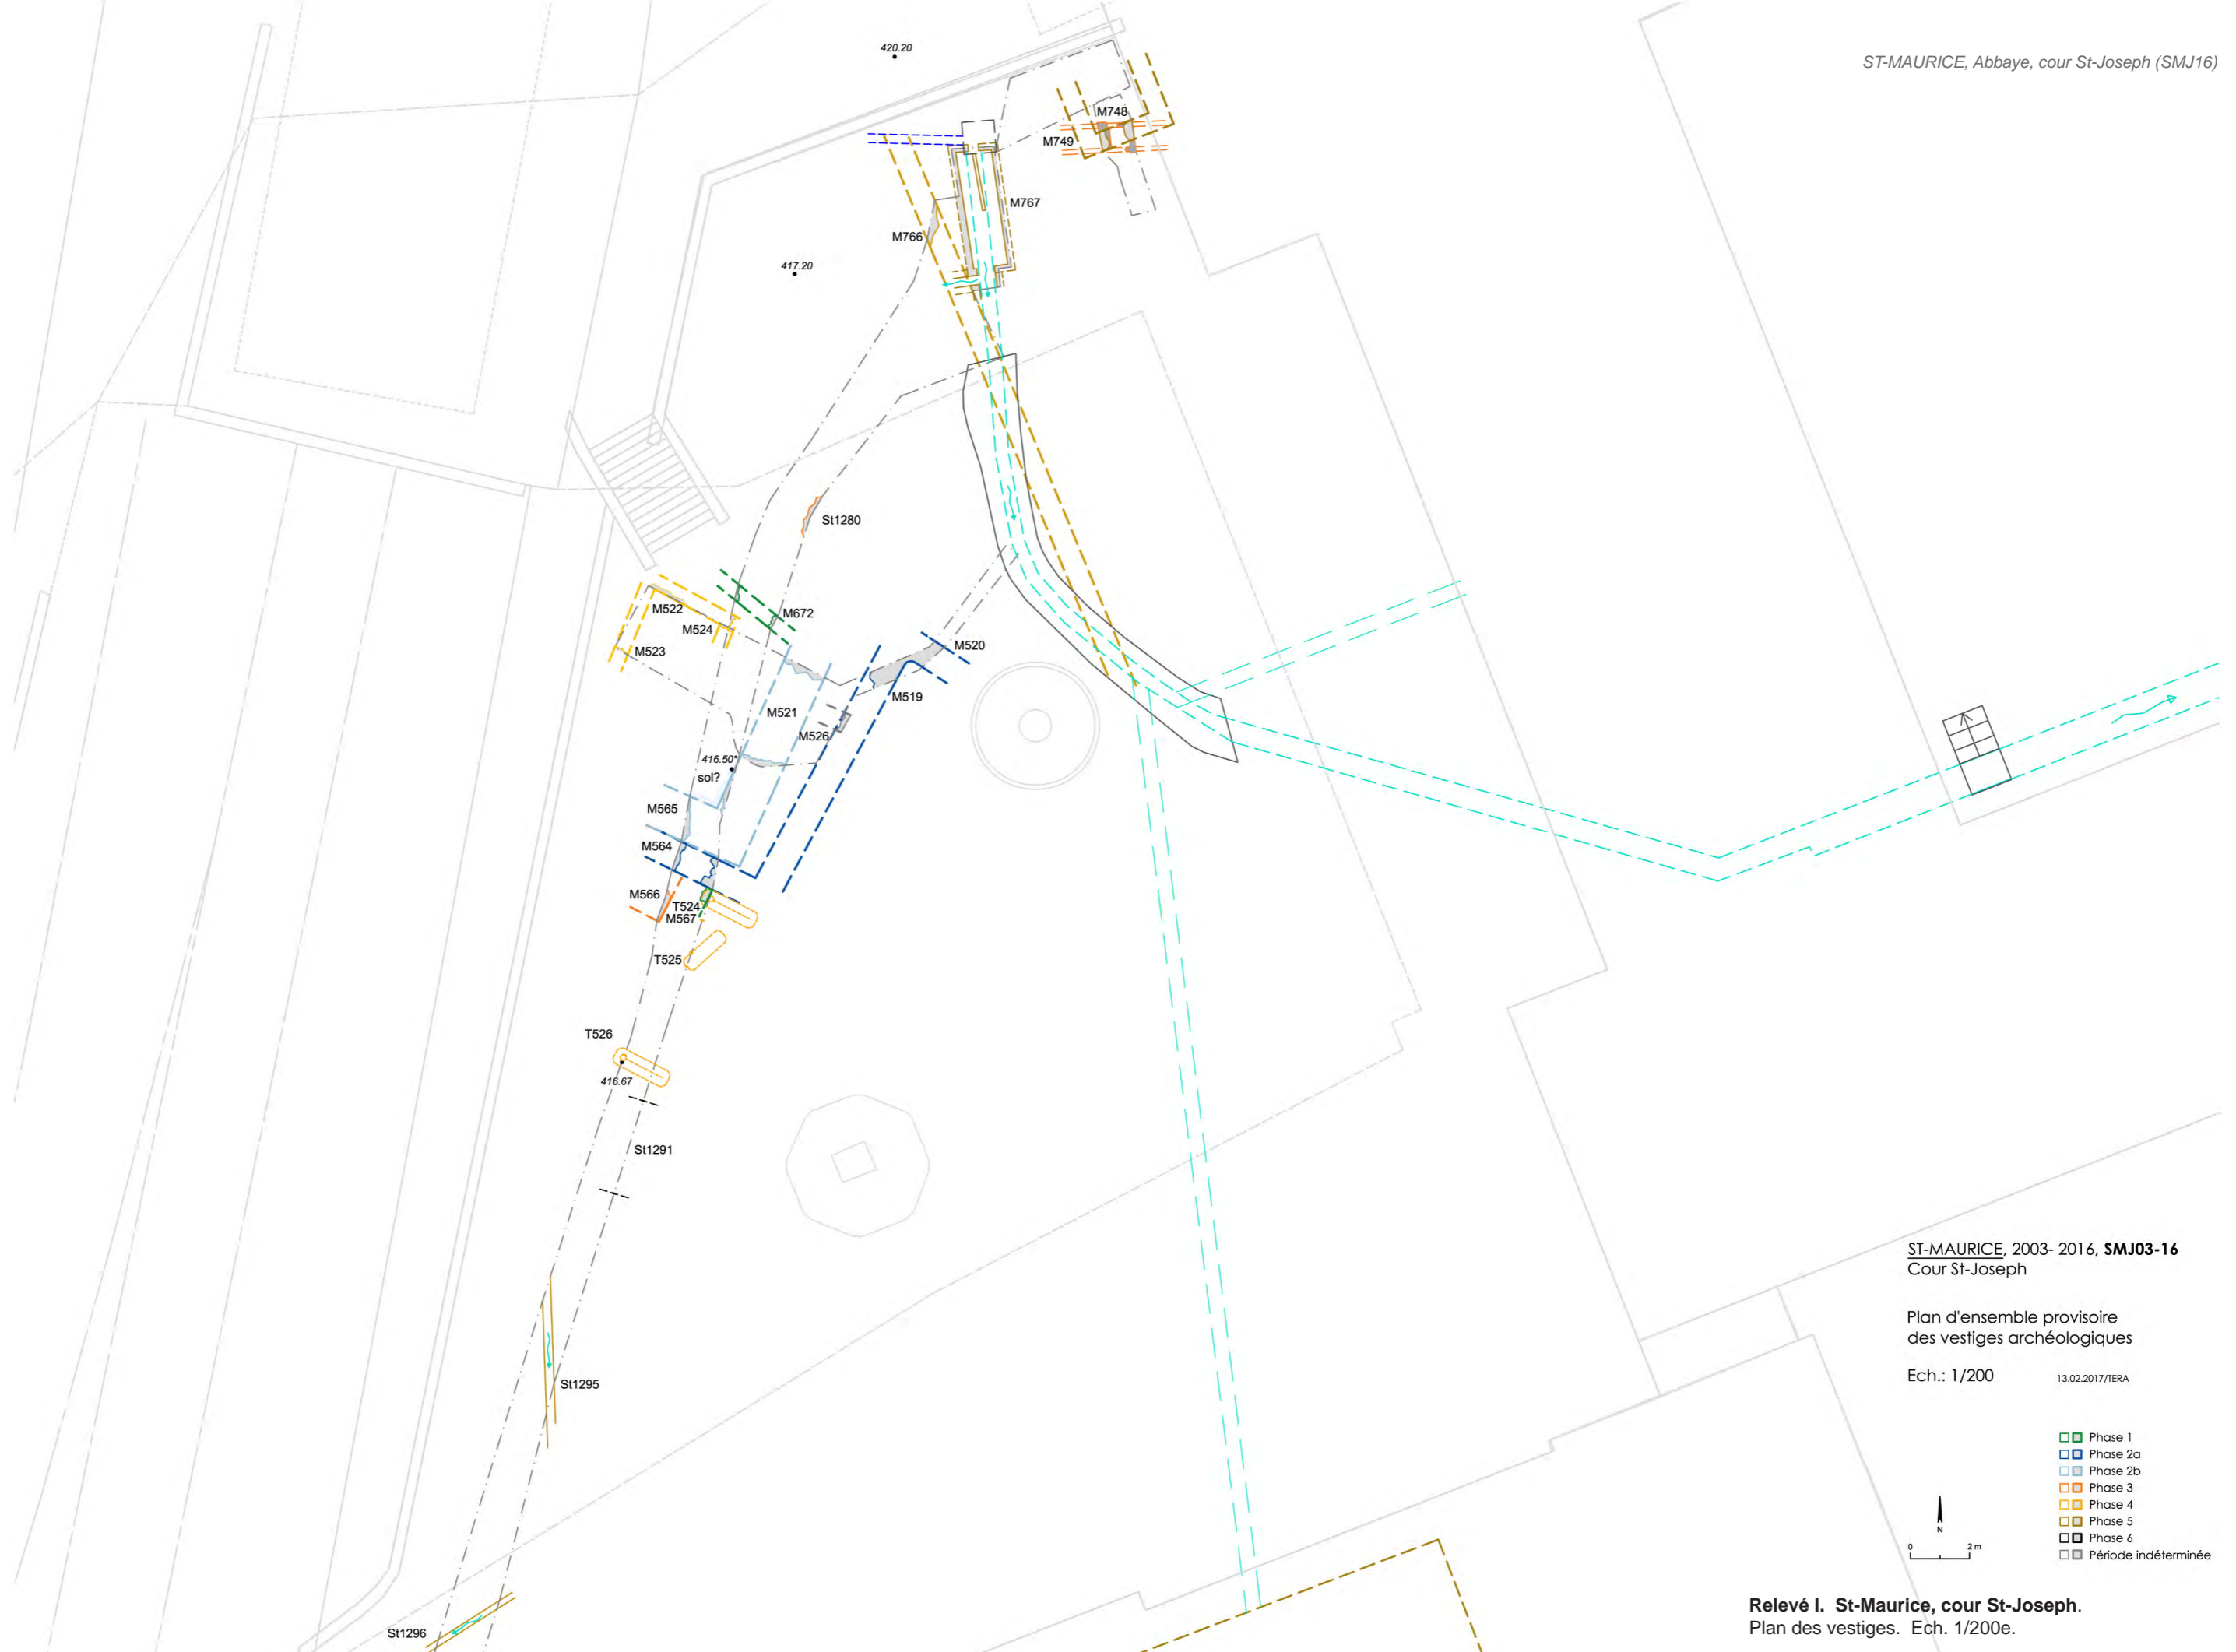 420.20
ST-MAURICE, Abbaye, cour St-Joseph (SMJ16)
M748
M749
M767
M766
417.20
St1280
M522
M672
M524
M523
M520
M519
M521
M526
416.50*
sol?
M565
M564
M566
T524
M567
T525
T526
416.67
St1291
St1295
St1296
ST-MAURICE, 2003- 2016, SMJ03-16
Cour St-Joseph
Plan d'ensemble provisoire
des vestiges archéologiques
Ech.: 1/200 13.02.2017/TERA
Phase 1
Phase 2a
Phase 2b
Phase 3
Phase 4
Phase 5
Phase 6
Période indéterminée
N
0 2 m
Relevé I. St-Maurice, cour St-Joseph.
Plan des vestiges. Ech. 1/200e.